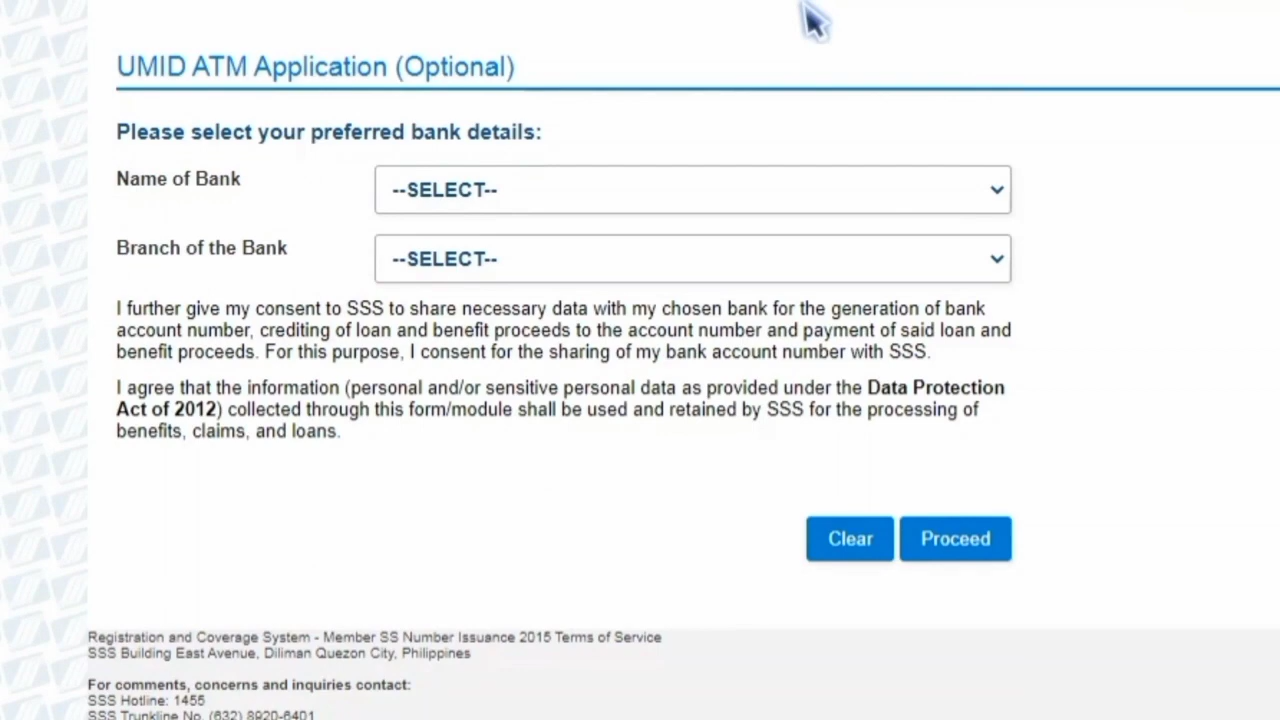 UMID ATM Application (Optional)
Please select your preferred bank details:
Name of Bank
--SELECT--
Branch of the Bank
--SELECT--
I further give my consent to SSS to share necessary data with my chosen bank for the generation of bank
account number, crediting of loan and benefit proceeds to the account number and payment of said loan and
benefit proceeds. For this purpose, I consent for the sharing of my bank account number with SSS.
I agree that the information (personal and/or sensitive personal data as provided under the Data Protection
Act of 2012) collected through this form/module shall be used and retained by SSS for the processing of
benefits, claims, and loans.
Clear
Proceed
Registration and Coverage System - Member SS Number Issuance 2015 Terms of Service
SSS Building East Avenue, Diliman Quezon City, Philippines
For comments, concerns and inquiries contact:
SSS Hotline: 1455
SSS Trunkline No. (632) 8920-6401